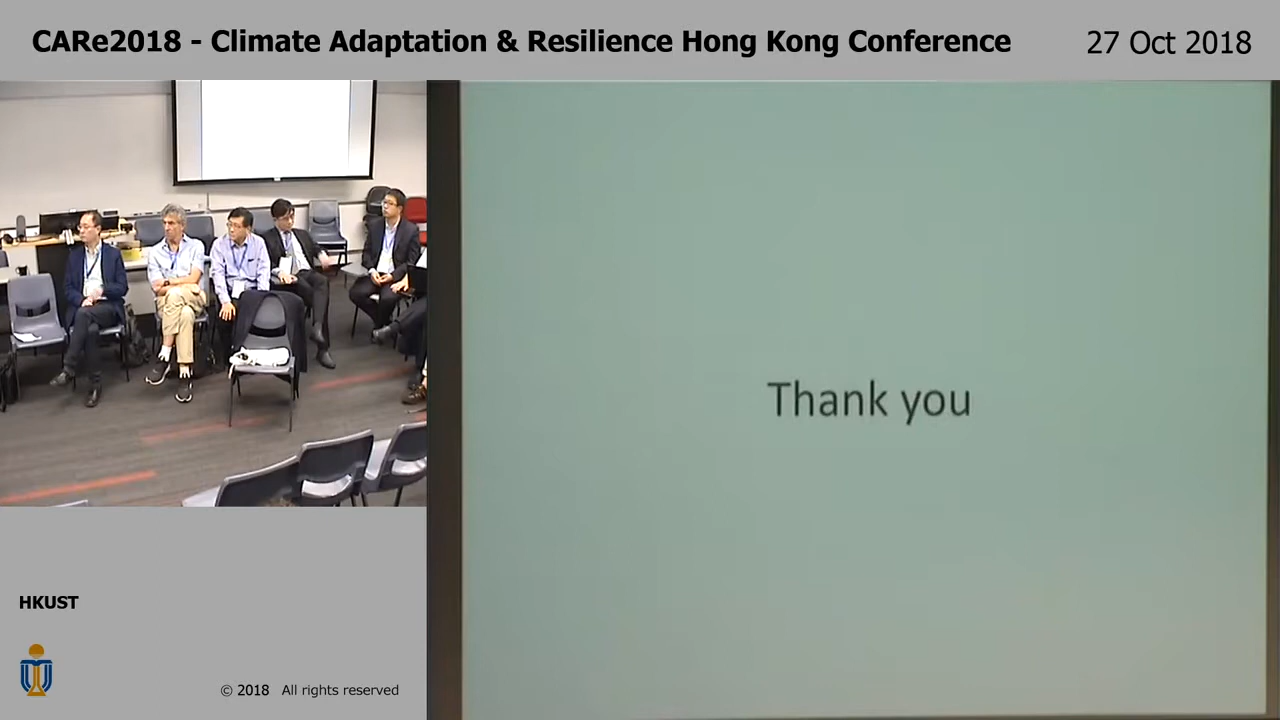 CARe2018 - Climate Adaptation & Resilience Hong Kong Conference
27 Oct 2018
Thank you
HKUST
© 2018 All rights reserved